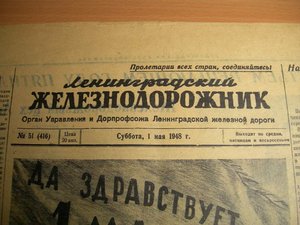 Пролетарии всех стран, соединяйтесь!
Ленинградский
ЖЕЛЕЗНОДОРОЖНИК
Орган Управления и Дорпрофсожа Ленинградской железной дороги
№ 51 (416) Цена 20 коп. Суббота, 1 мая 1948 г. Выходит по средам, пятницам и воскресеньям
ДА ЗДРАВСТВУЕТ
1